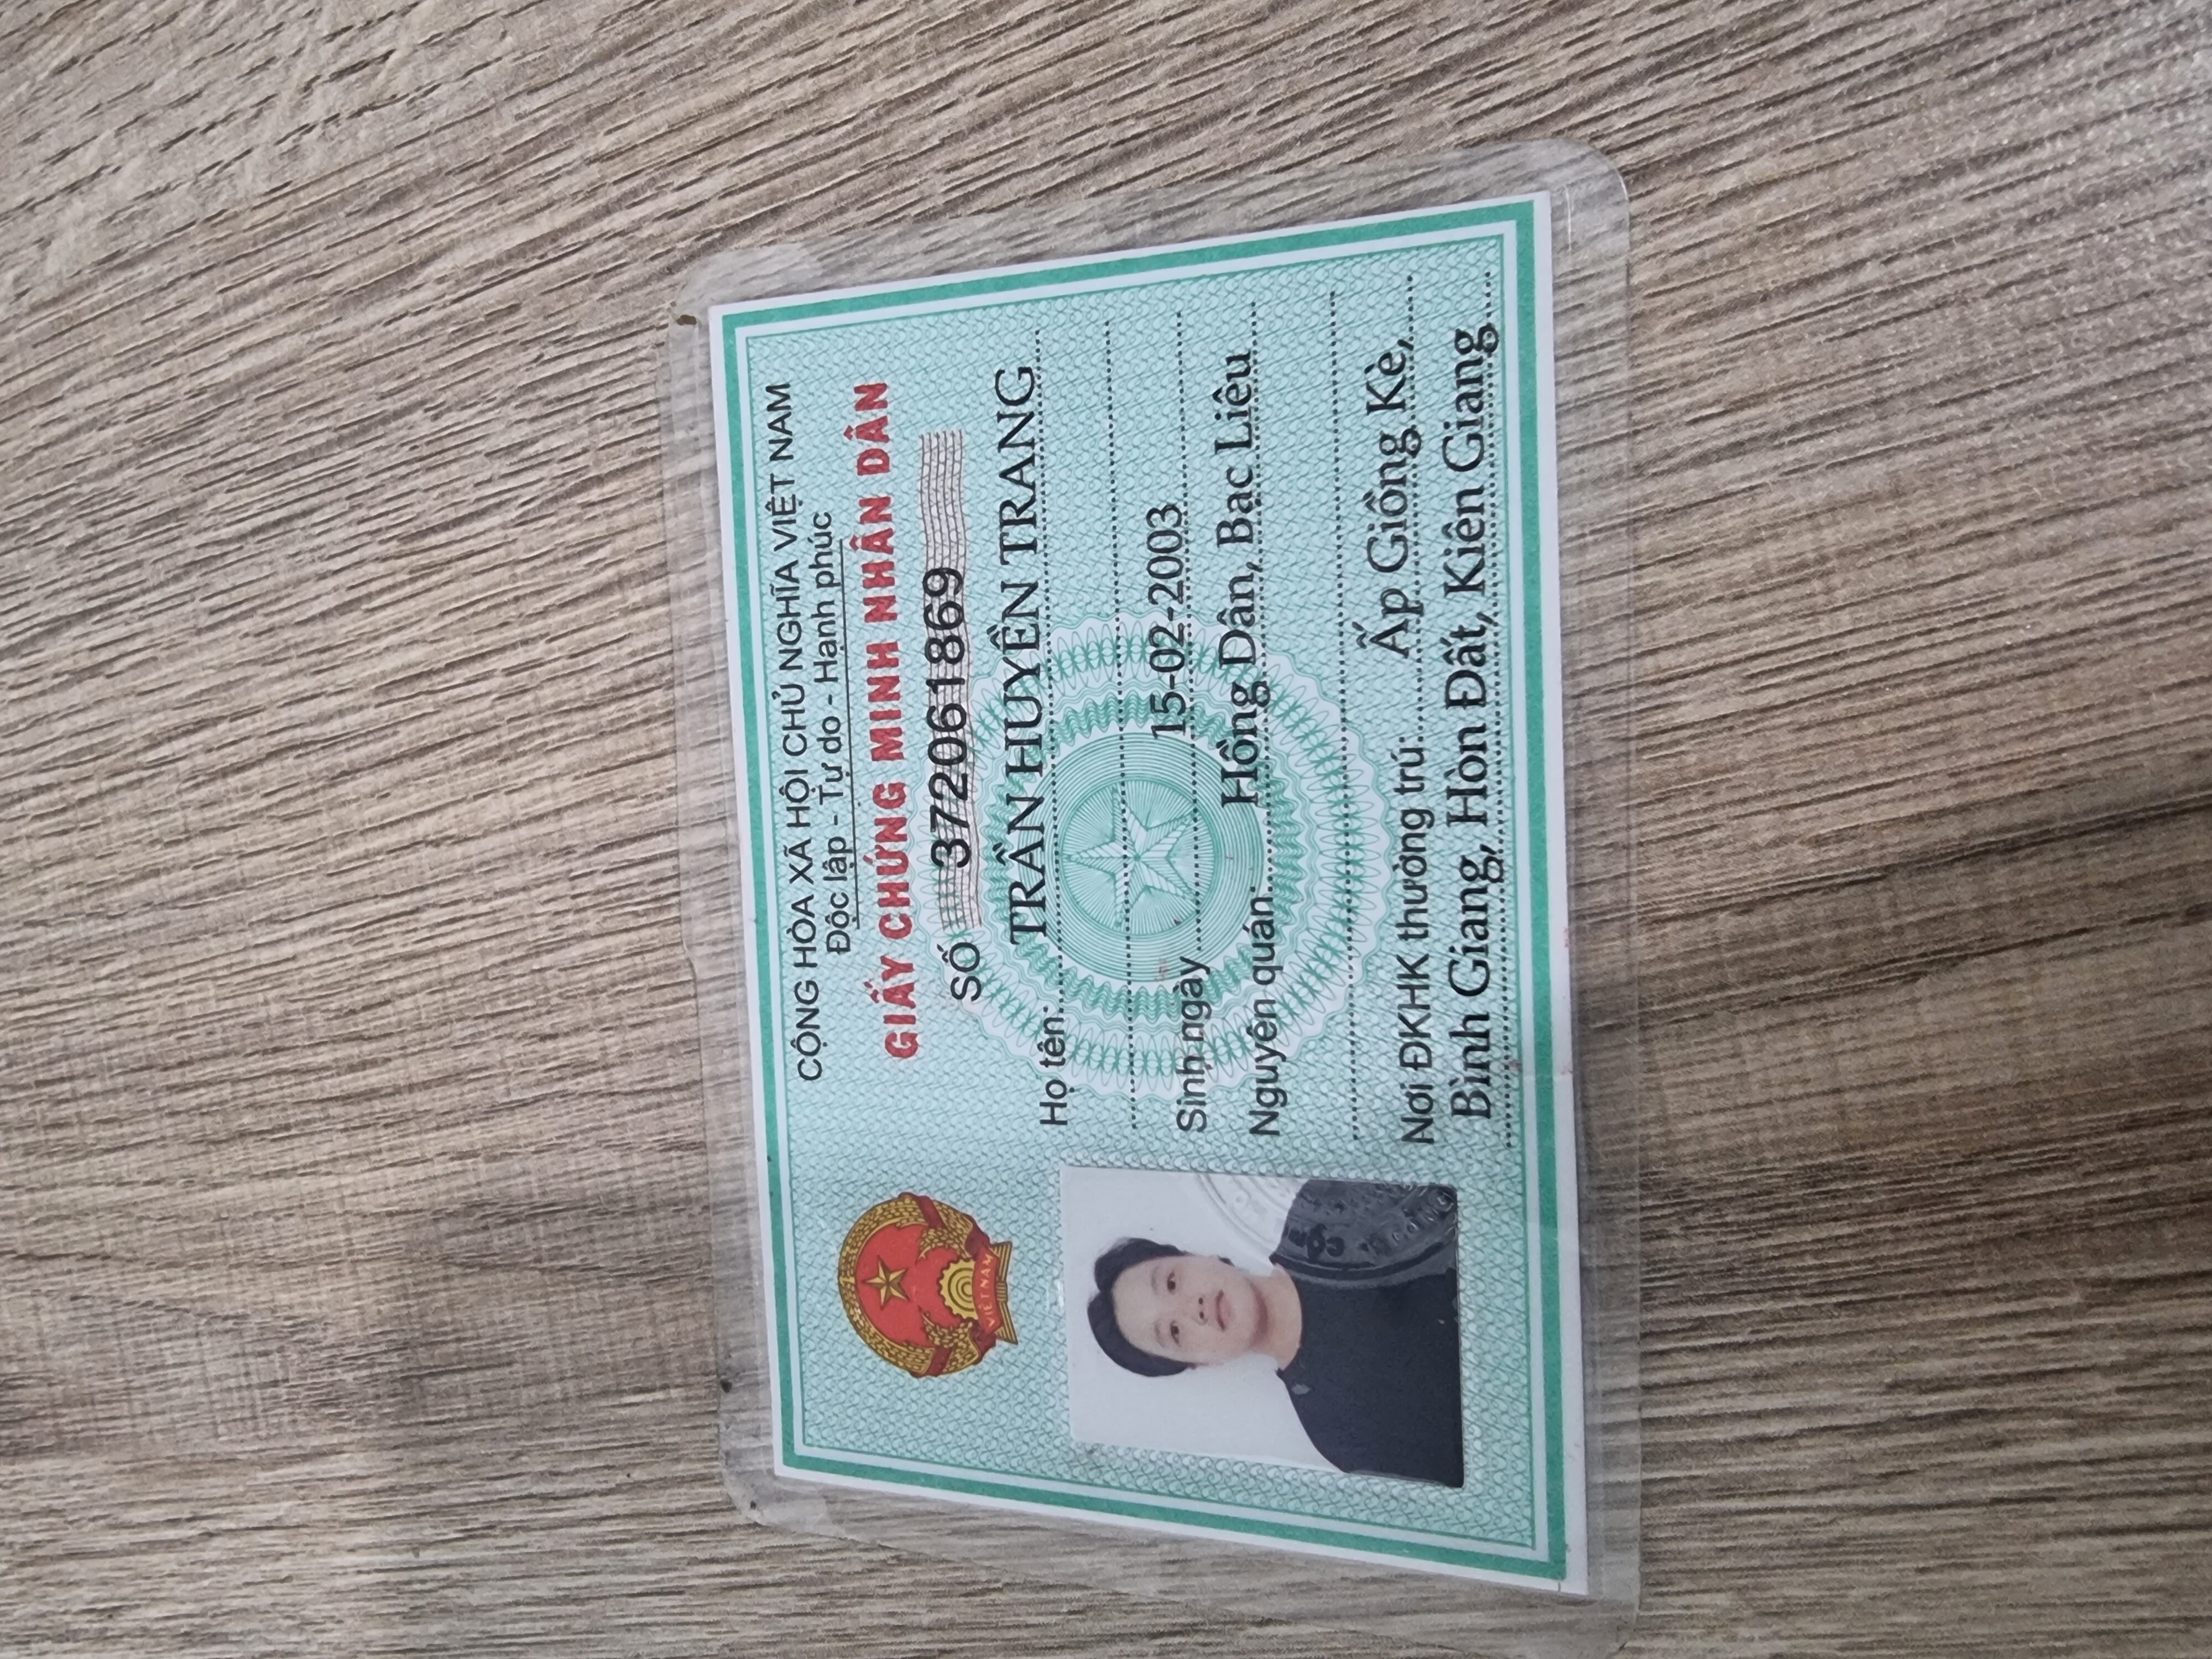 CỘNG HÒA XÃ HỘI CHỦ NGHĨA VIỆT NAM
Độc lập - Tự do - Hạnh phúc
GIẤY CHỨNG MINH NHÂN DÂN
SỐ 372061869
Họ tên: TRẦN HUYỀN TRANG
Sinh ngày 15-02-2003
Nguyên quán: Hồng Dân, Bạc Liêu
Nơi ĐKHK thường trú: Ấp Giồng Kè,
Bình Giang, Hòn Đất, Kiên Giang
VIỆT NAM